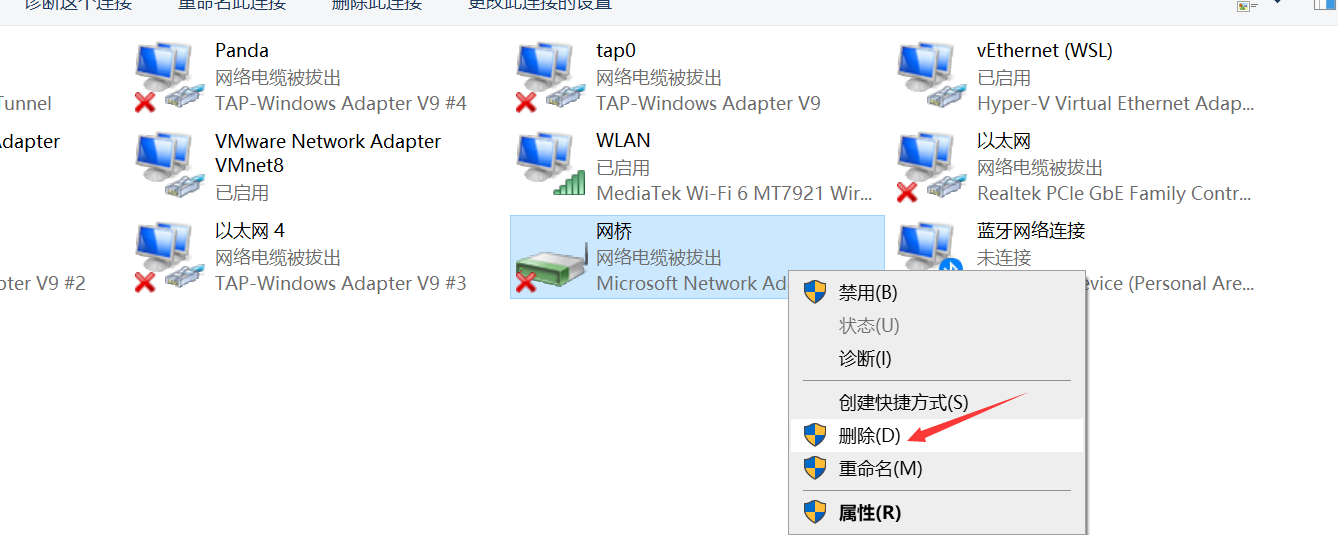 诊断这个连接 重命名此连接 删除此连接 更改此连接的设置
Panda
网络电缆被拔出
TAP-Windows Adapter V9 #4
tap0
网络电缆被拔出
TAP-Windows Adapter V9
vEthernet (WSL)
已启用
Hyper-V Virtual Ethernet Adap...
Tunnel
dapter
VMware Network Adapter
VMnet8
已启用
WLAN
已启用
MediaTek Wi-Fi 6 MT7921 Wir...
以太网
网络电缆被拔出
Realtek PCIe GbE Family Contr...
pter V9 #2
以太网 4
网络电缆被拔出
TAP-Windows Adapter V9 #3
网桥
网络电缆被拔出
Microsoft Network Ad
蓝牙网络连接
未连接
evice (Personal Are...
禁用(B)
状态(U)
诊断(I)
创建快捷方式(S)
删除(D)
重命名(M)
属性(R)